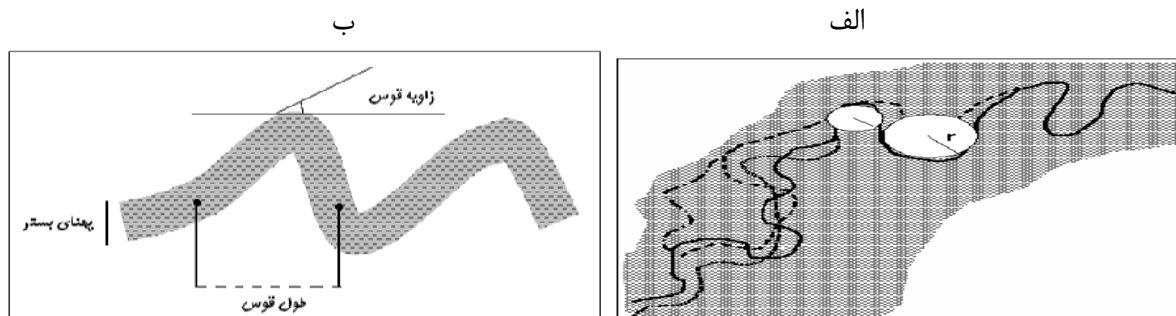 الف
ب
r
زاویه قوس
پهنای بستر
طول قوس